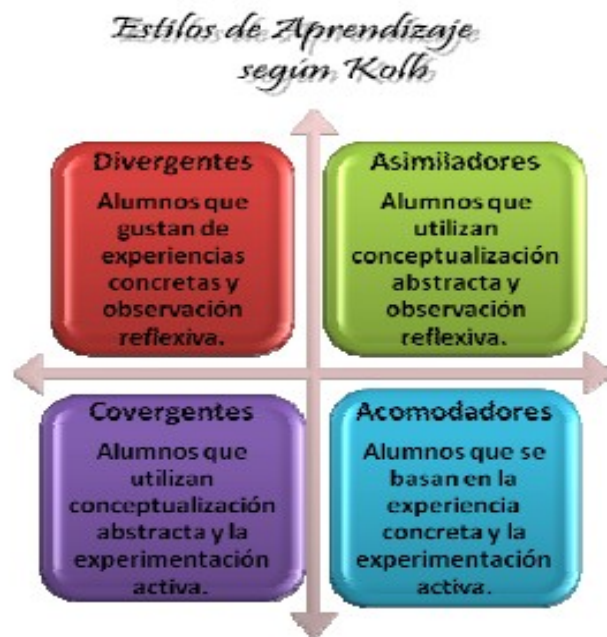 Estilos de Aprendizaje
según Kolb
Divergentes
Alumnos que
gustan de
experiencias
concretas y
observación
reflexiva.
Asimiladores
Alumnos que
utilizan
conceptualización
abstracta y
observación
reflexiva.
Covergentes
Alumnos que
utilizan
conceptualización
abstracta y la
experimentación
activa.
Acomodadores
Alumnos que se
basan en la
experiencia
concreta y la
experimentación
activa.